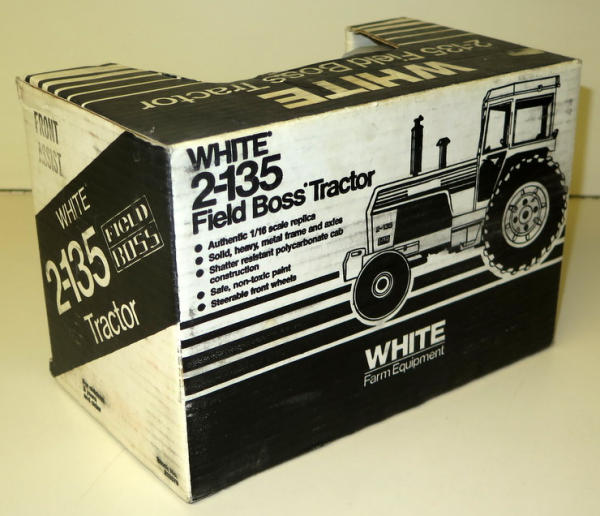 2-135 Field Boss Tractor
WHITE
FRONT
ASSIST
WHITE®
2-135
FIELD
BOSS
Tractor
WHITE®
2-135
Field Boss® Tractor
• Authentic 1/16 scale replica
• Solid, heavy, metal frame and axles
• Shatter resistant polycarbonate cab
construction
• Safe, non-toxic paint
• Steerable front wheels
2-135
WHITE
Farm Equipment